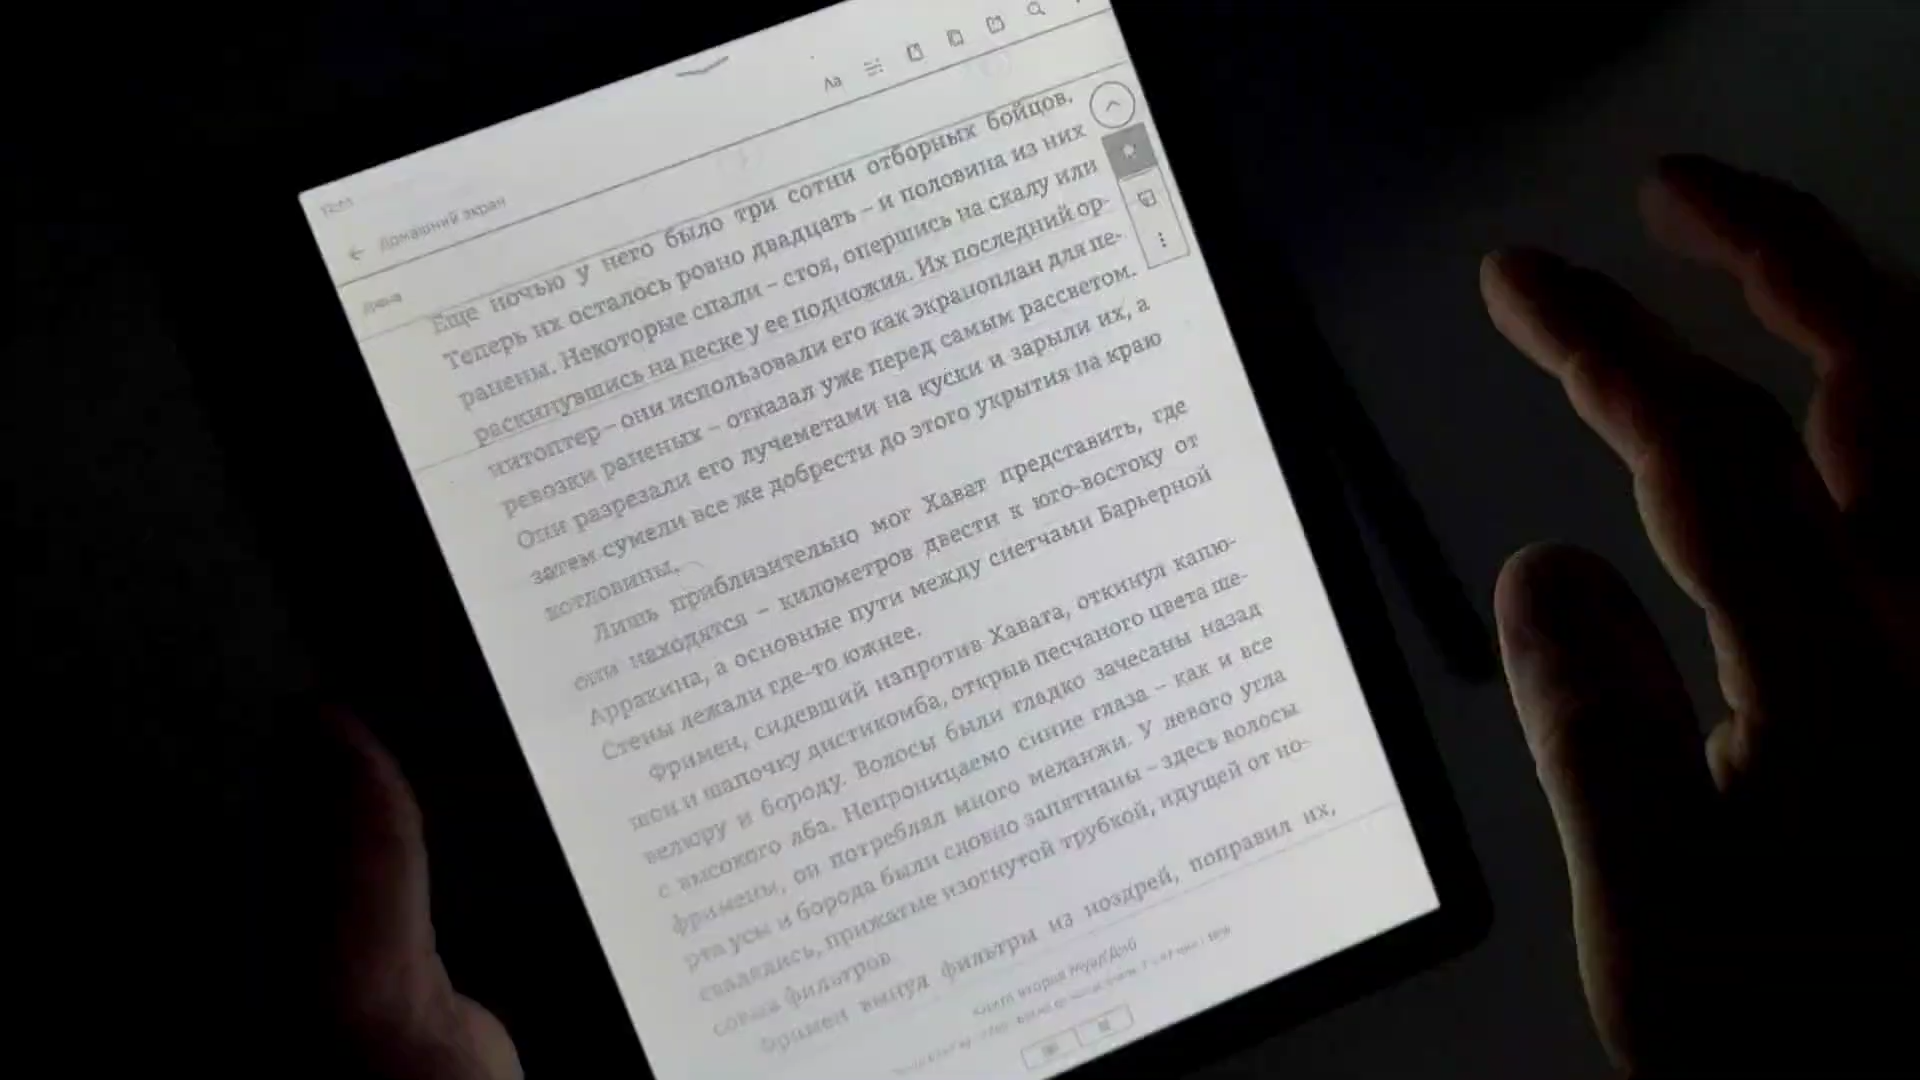 Aa
← Домашний экран
Дюна
Еще ночью у него было три сотни отборных бойцов.
Теперь их осталось ровно двадцать – и половина из них
ранены. Некоторые спали – стоя, опершись на скалу или
раскинувшись на песке у ее подножия. Их последний ор-
нитоптер – они использовали его как экраноплан для пе-
ревозки раненых – отказал уже перед самым рассветом.
Они разрезали его лучеметами на куски и зарыли их, а
затем сумели все же добрести до этого укрытия на краю
котловины.
Лишь приблизительно мог Хават представить, где
они находятся – километров двести к юго-востоку от
Арракина, а основные пути между сиетчами Барьерной
Стены лежали где-то южнее.
Фримен, сидевший напротив Хавата, откинул капю-
шон и шапочку дистикомба, открыв песчаного цвета ше-
велюру и бороду. Волосы были гладко зачесаны назад
с высокого лба. Непроницаемо синие глаза – как и все
фримены, он потреблял много меланжи. У левого угла
рта усы и борода были словно запятнаны – здесь волосы
свалялись, прижатые изогнутой трубкой, идущей от но-
совых фильтров.
Фримен вынул фильтры из ноздрей, поправил их,
Книга вторая Муад'Диб